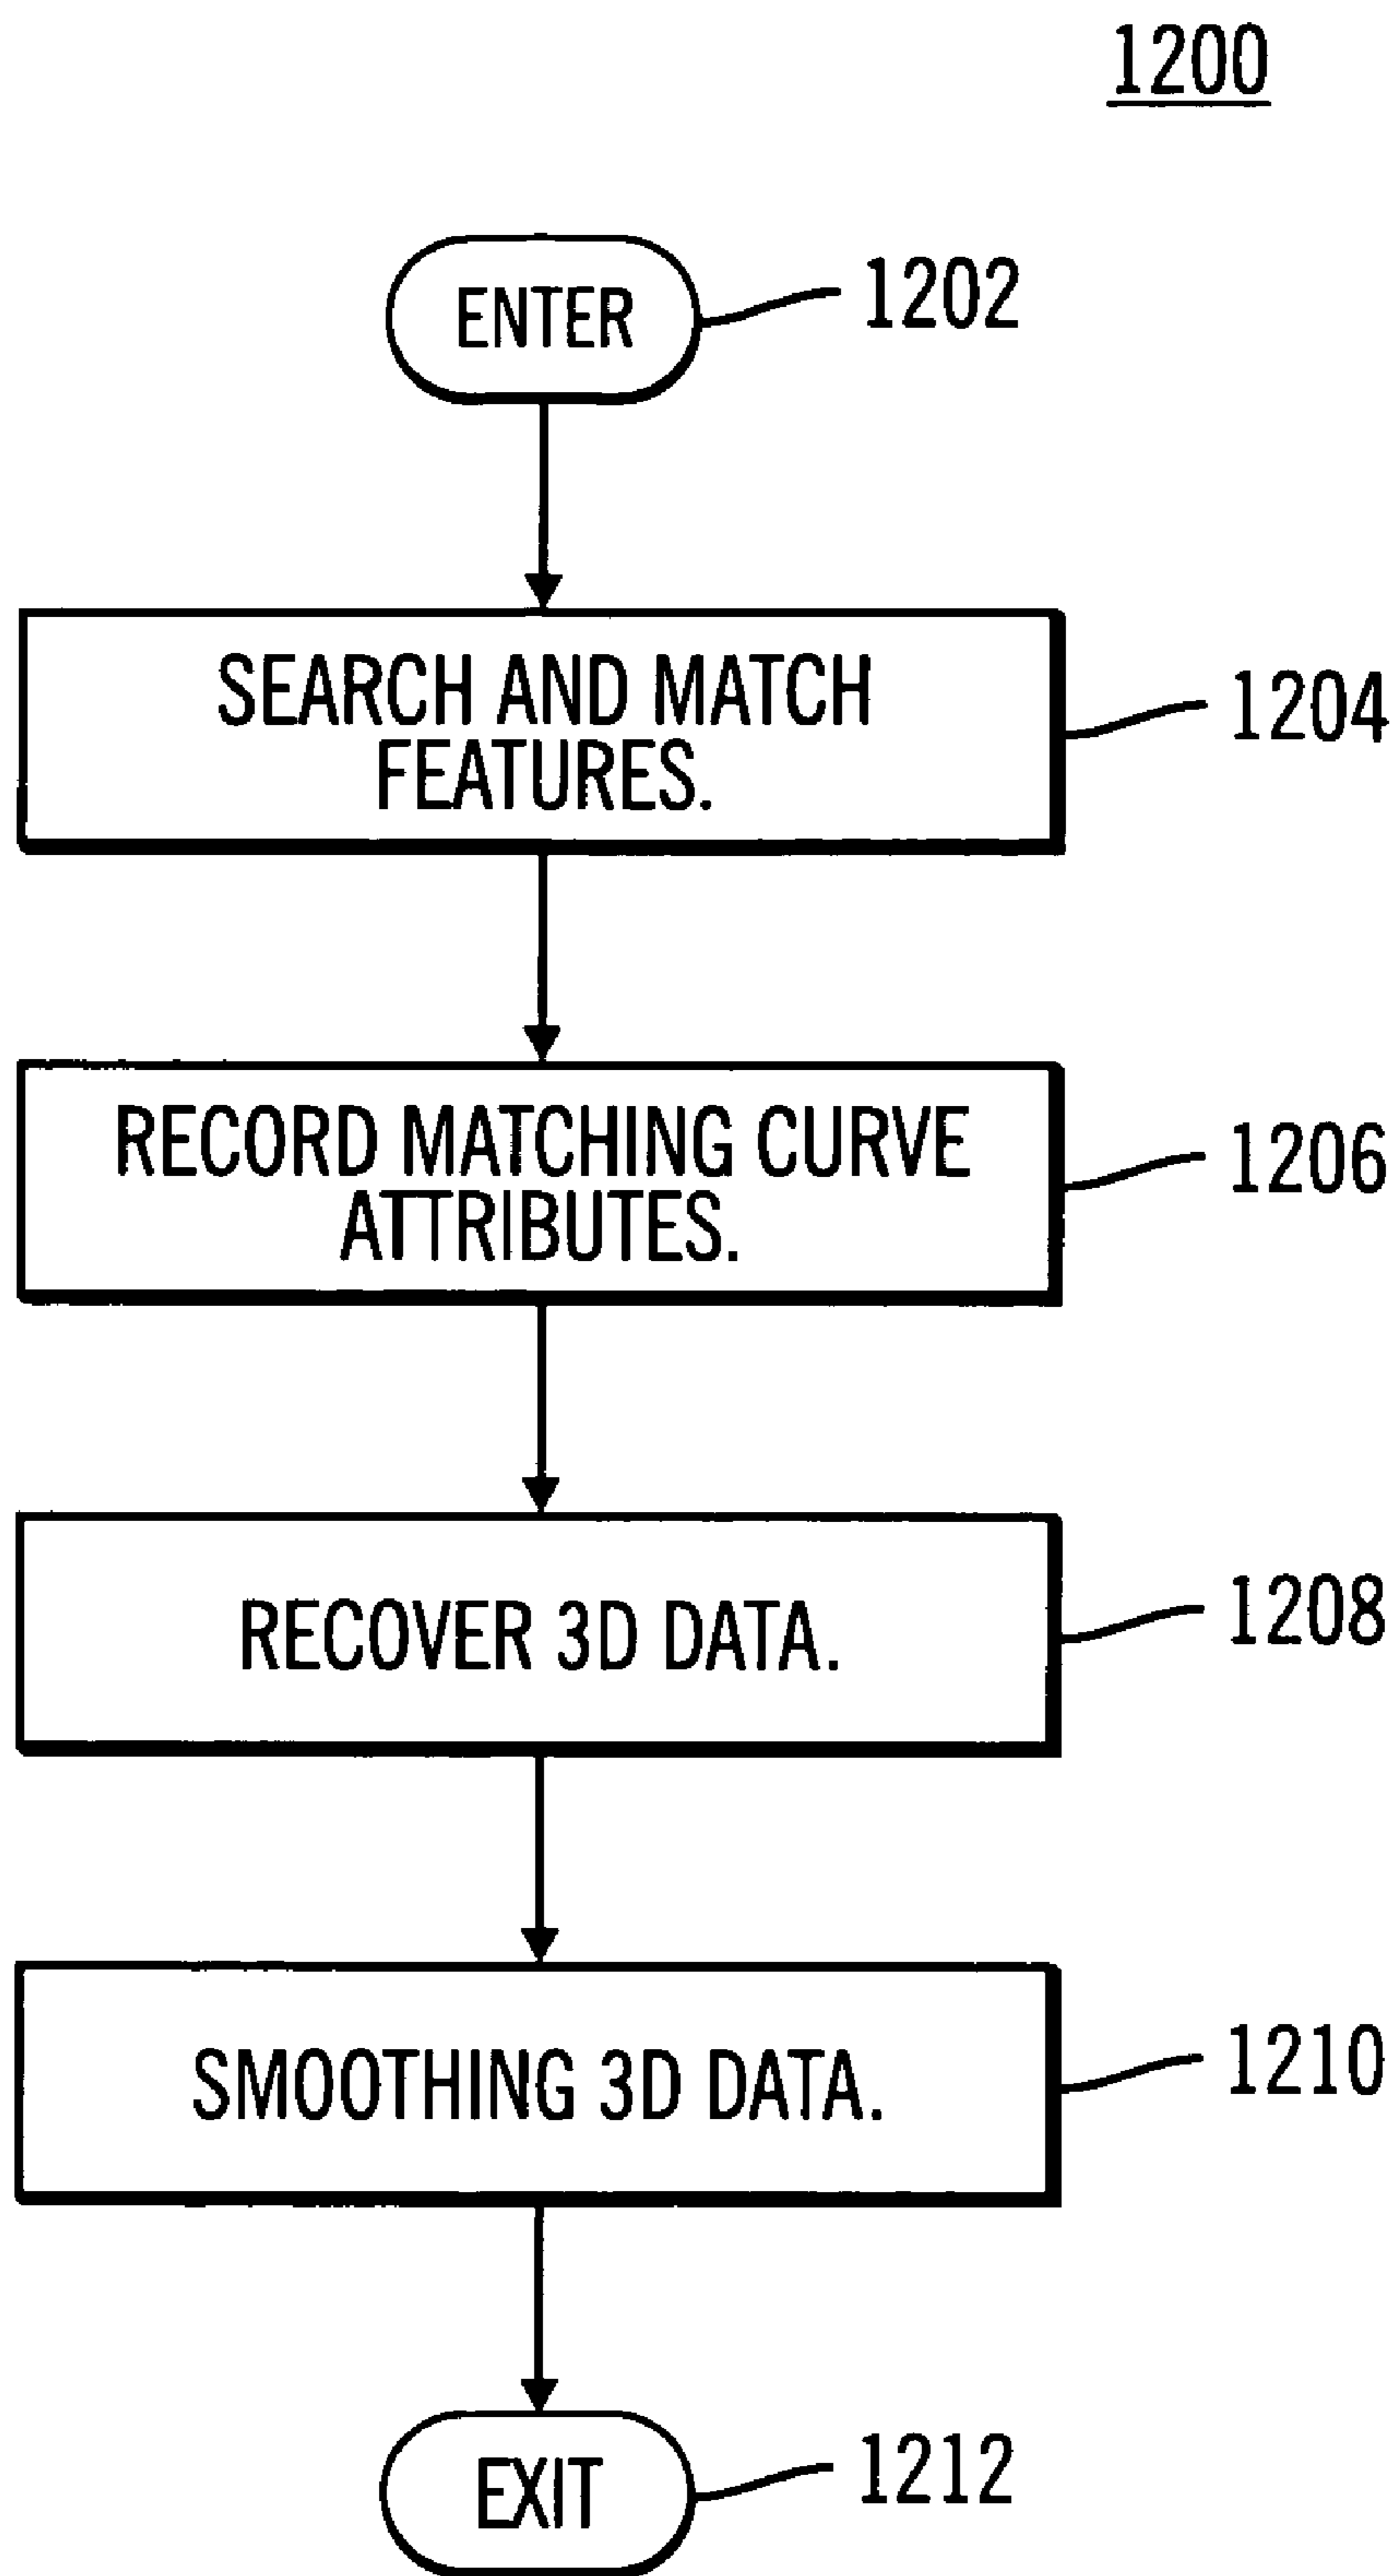 1200
ENTER
1202
SEARCH AND MATCH
FEATURES.
1204
RECORD MATCHING CURVE
ATTRIBUTES.
1206
RECOVER 3D DATA.
1208
SMOOTHING 3D DATA.
1210
EXIT
1212